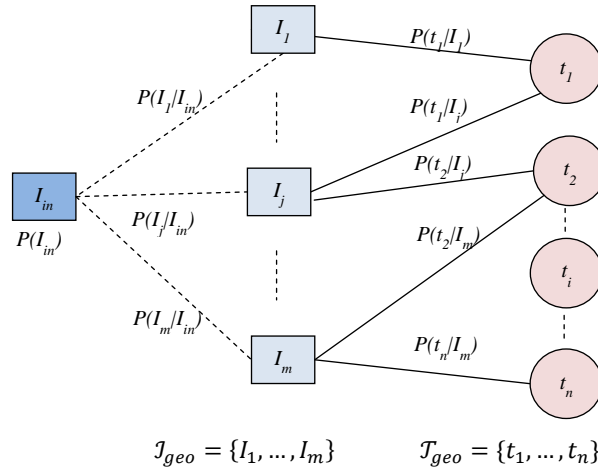 I_1
P(t_1/I_1)
t_1
P(I_1/I_in)
P(t_1/I_j)
I_in
P(I_in)
I_j
P(I_j/I_in)
P(t_2/I_j)
t_2
P(t_2/I_m)
t_i
P(I_m/I_in)
I_m
P(t_n/I_m)
t_n
𝒥_geo = {I_1, …, I_m}
𝒯_geo = {t_1, …, t_n}